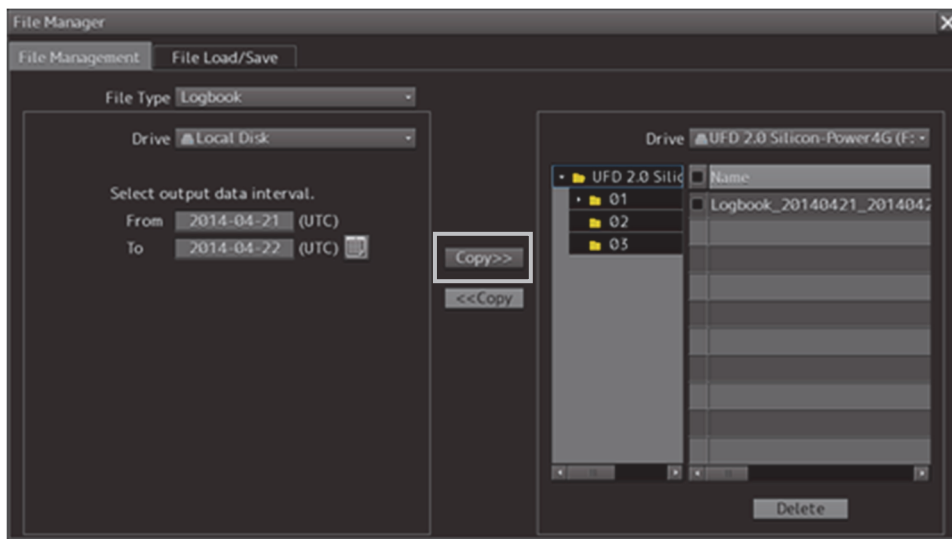 File Manager
File Management
File Load/Save
File Type Logbook
Drive Local Disk
Select output data interval.
From 2014-04-21 (UTC)
To 2014-04-22 (UTC)
Copy>>
<<Copy
Drive UFD 2.0 Silicon-Power4G (F:
UFD 2.0 Silic
01
02
03
Name
Logbook_20140421_2014042
Delete